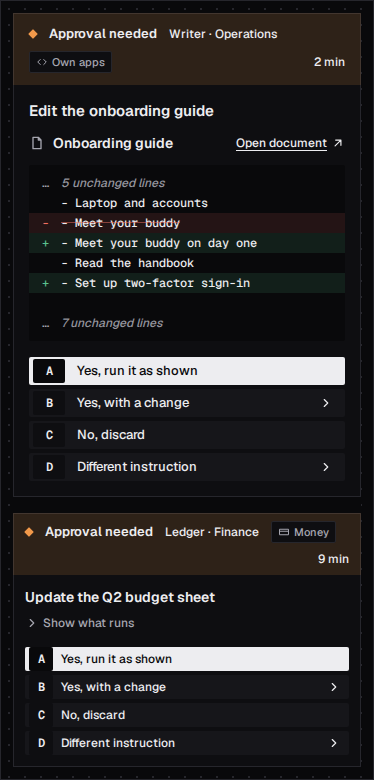 Approval needed Writer · Operations
Own apps 2 min
Edit the onboarding guide
Onboarding guide Open document
... 5 unchanged lines
- Laptop and accounts
- - Meet your buddy
+ - Meet your buddy on day one
- Read the handbook
+ - Set up two-factor sign-in
... 7 unchanged lines
A Yes, run it as shown
B Yes, with a change
C No, discard
D Different instruction
Approval needed Ledger · Finance Money
9 min
Update the Q2 budget sheet
Show what runs
A Yes, run it as shown
B Yes, with a change
C No, discard
D Different instruction